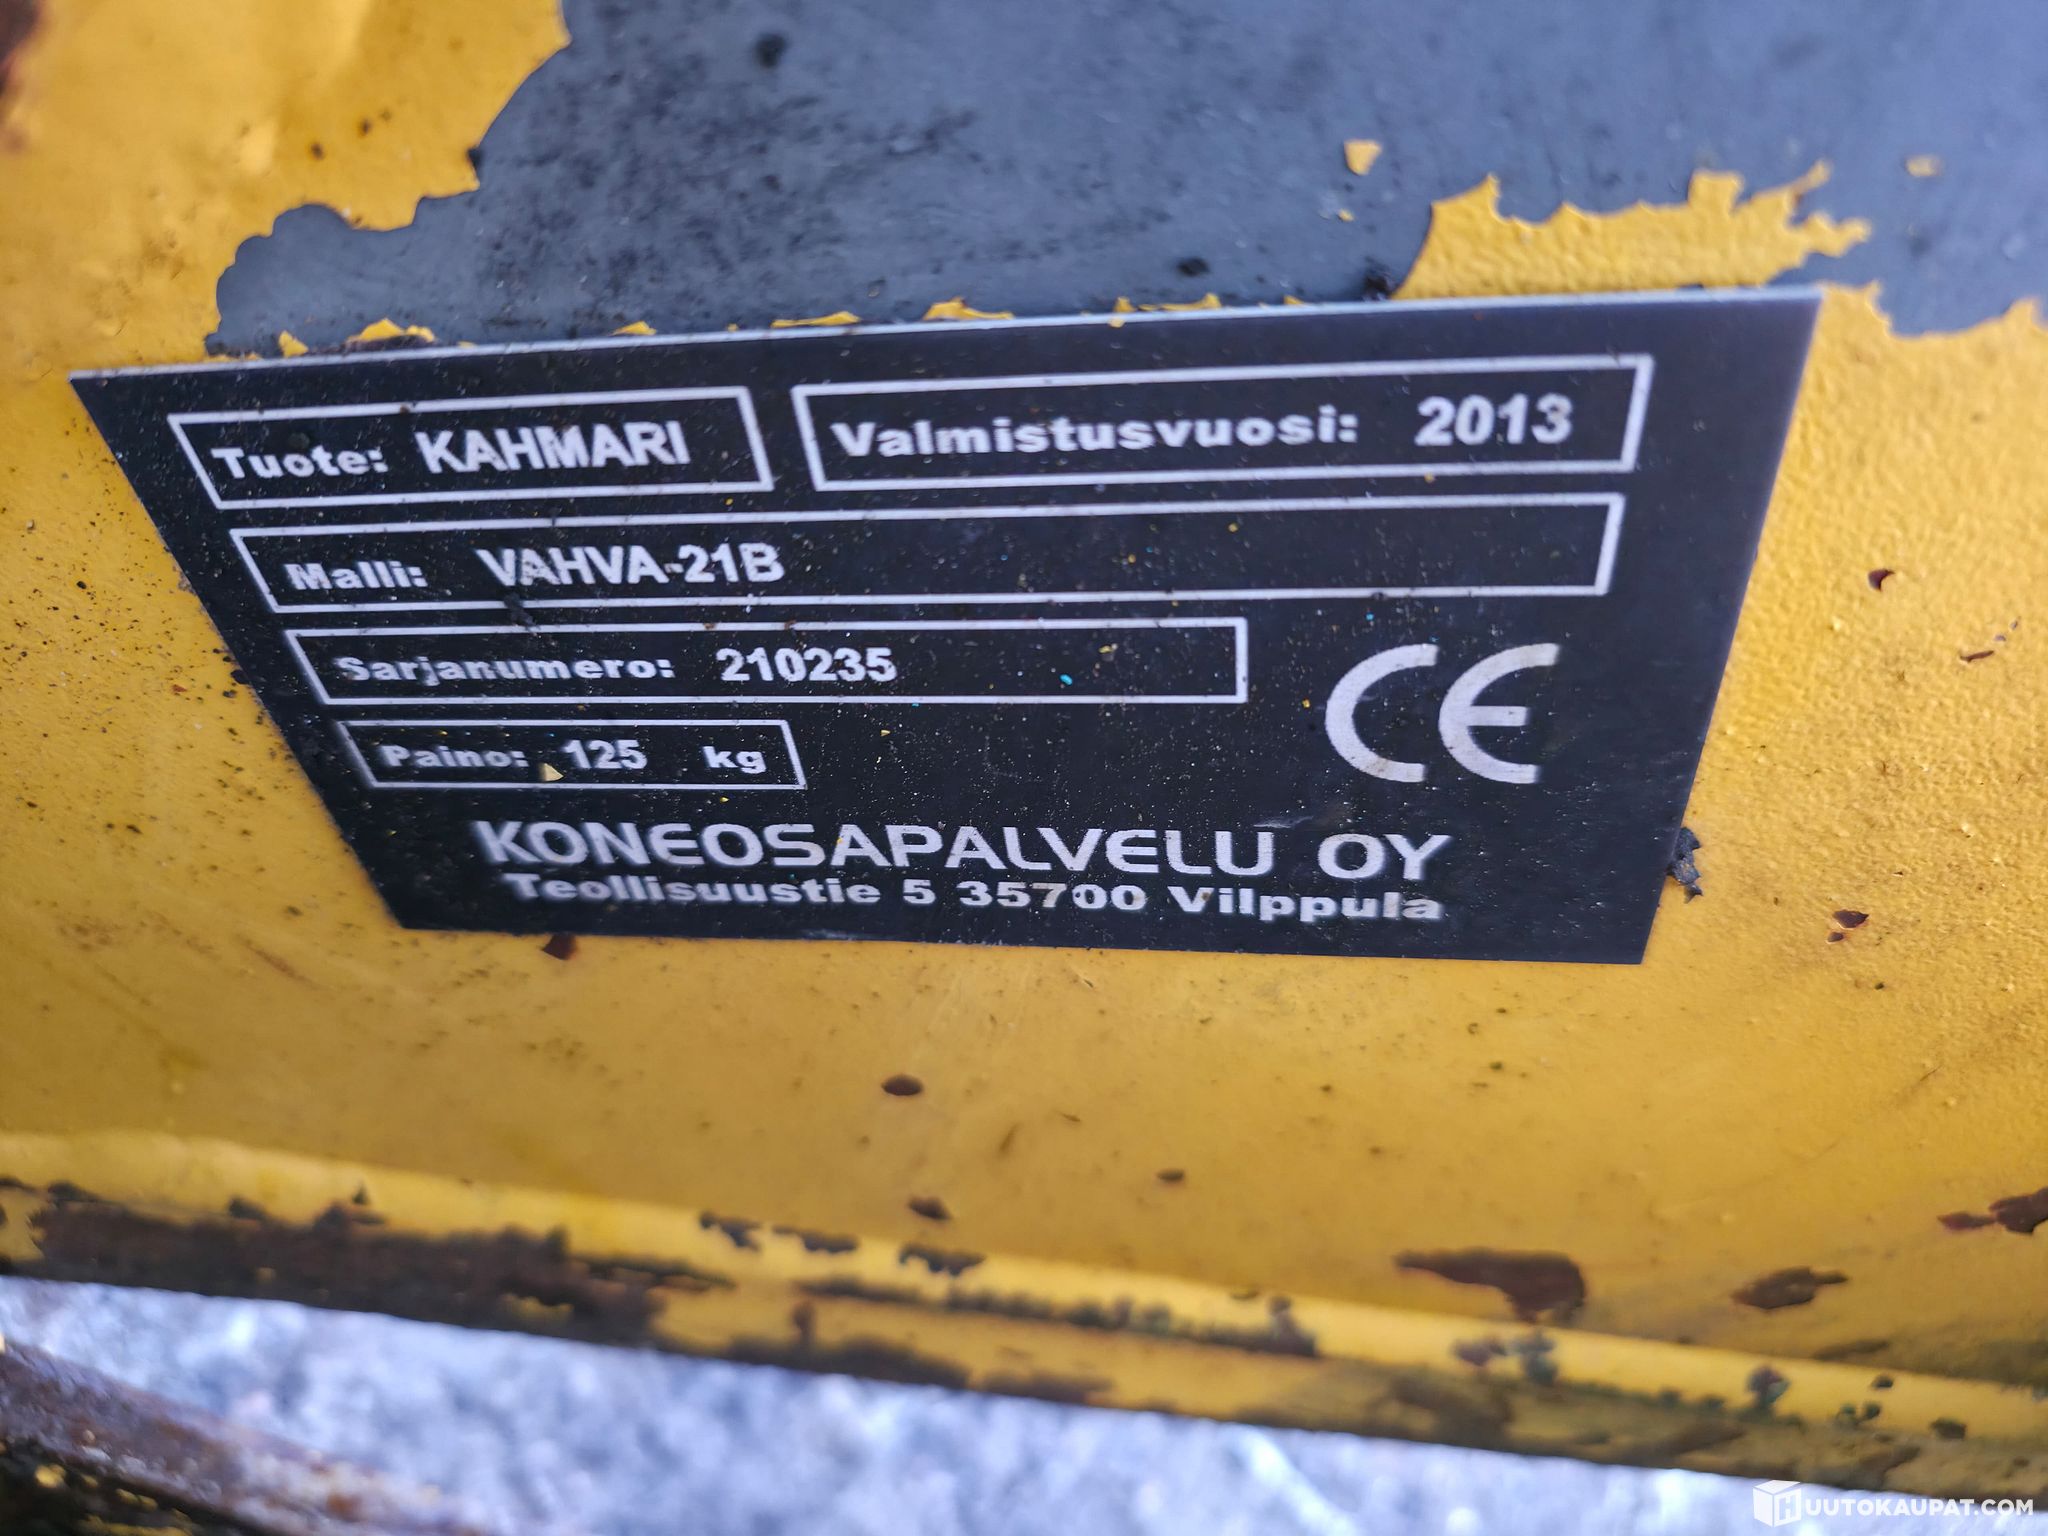 Tuote: KAHMARI
Valmistusvuosi: 2013
Malli: VAHVA-21B
Sarjanumero: 210235
Paino: 125 kg
CE
KONEOSAPALVELU OY
Teollisuustie 5 35700 Vilppula
HUUTOKAUPAT.COM